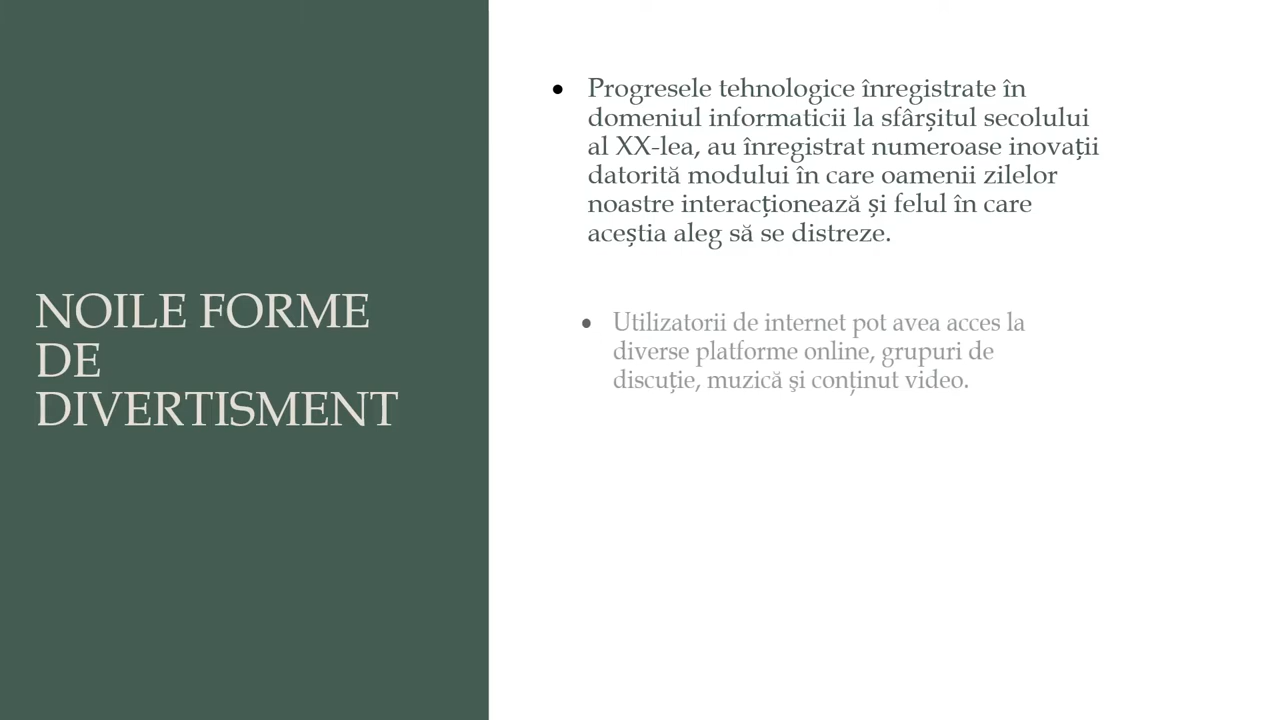 NOILE FORME
DE
DIVERTISMENT
• Progresele tehnologice înregistrate în
domeniul informaticii la sfârșitul secolului
al XX-lea, au înregistrat numeroase inovații
datorită modului în care oamenii zilelor
noastre interacționează și felul în care
aceștia aleg să se distreze.
• Utilizatorii de internet pot avea acces la
diverse platforme online, grupuri de
discuție, muzică şi conținut video.